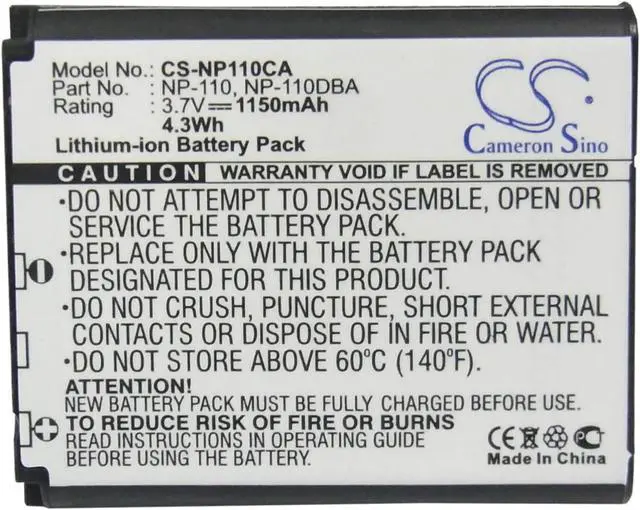 Model No.: CS-NP110CA
Part No. : NP-110, NP-110DBA
Rating : 3.7V 1150mAh
4.3Wh
Lithium-ion Battery Pack
CS
Cameron Sino
CAUTION WARRANTY VOID IF LABEL IS REMOVED
•DO NOT ATTEMPT TO DISASSEMBLE, OPEN OR
SERVICE THE BATTERY PACK.
•REPLACE ONLY WITH THE BATTERY PACK
DESIGNATED FOR THIS EQUIPMENT.
•DO NOT CRUSH, PUNCTURE, SHORT EXTERNAL
CONTACTS OR DISPOSE OF IN FIRE OR WATER.
•DO NOT STORE ABOVE 60℃ (140℉).
ATTENTION!
NEW BATTERY PACK MUST BE FULLY CHARGED BEFORE USE
TO REDUCE RISK OF FIRE OR BURNS
READ INSTRUCTIONS IN OPERATING GUIDE
BEFORE USING OR CHARGING BATTERY.
CE
Made In China